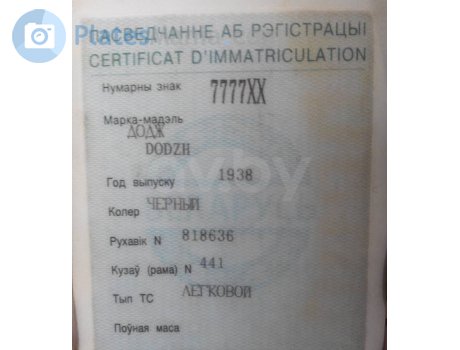 Places
ПАСВЕДЧАННЕ АБ РЭГІСТРАЦЫІ
CERTIFICAT D'IMMATRICULATION
Нумарны знак 7777XX
Марка-мадэль
ДОДЖ
DODZH
Год выпуску 1938
Колер ЧЕРНЫЙ
Рухавік N 818636
Кузаў (рама) N 441
Тып ТС ЛЕГКОВОЙ
Поўная маса